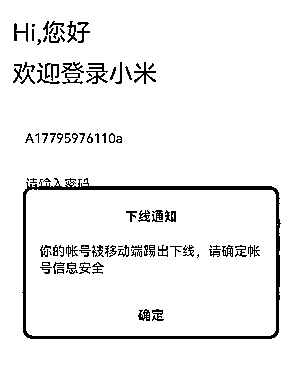 Hi,您好
欢迎登录小米
A17795976110a
请输入密码
下线通知
你的帐号被移动端踢出下线，请确定帐
号信息安全
确定